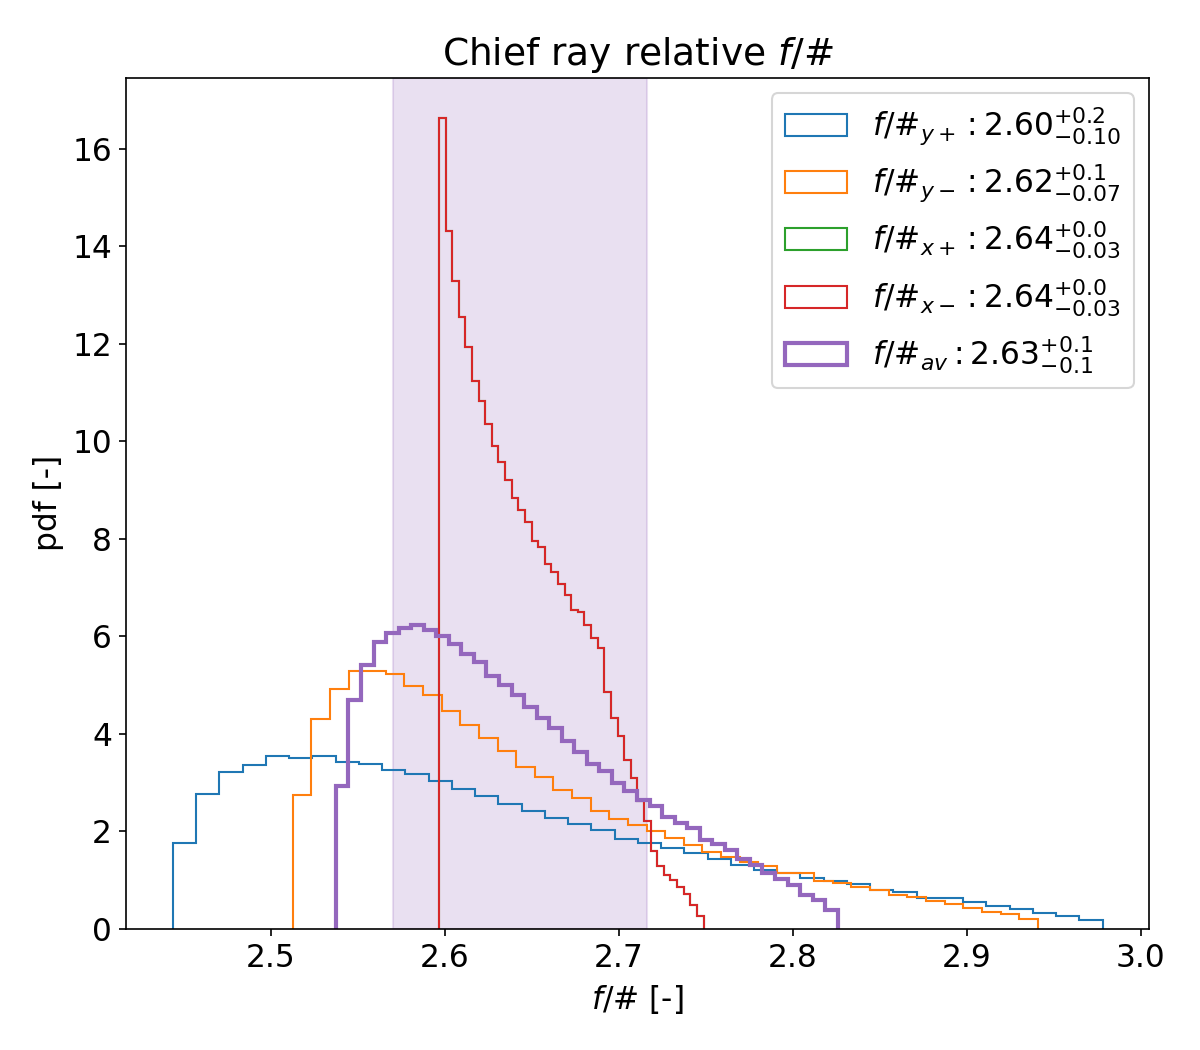 Chief ray relative f/#
f/#_{y+} : 2.60^{+0.2}_{-0.10}
f/#_{y-} : 2.62^{+0.1}_{-0.07}
f/#_{x+} : 2.64^{+0.0}_{-0.03}
f/#_{x-} : 2.64^{+0.0}_{-0.03}
f/#_{av} : 2.63^{+0.1}_{-0.1}
pdf [-]
16
14
12
10
8
6
4
2
0
2.5 2.6 2.7 2.8 2.9 3.0
f/# [-]